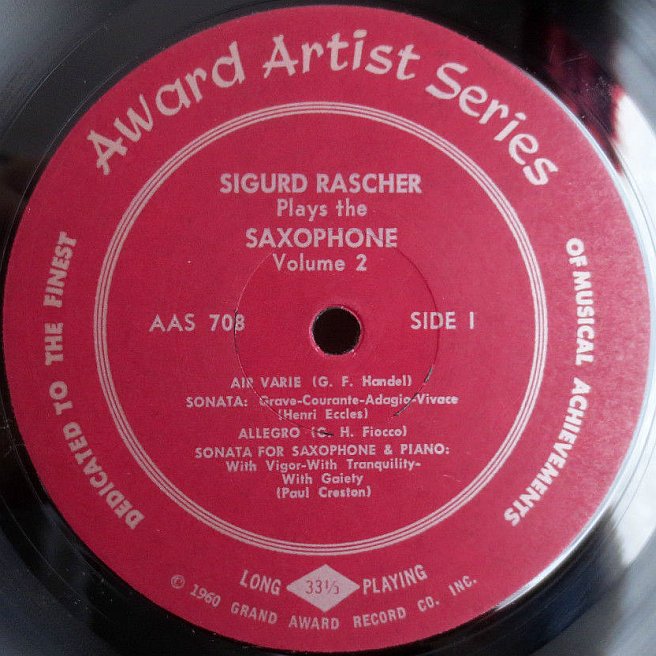 Award Artist Series
SIGURD RASCHER
Plays the
SAXOPHONE
Volume 2
AAS 708 SIDE 1
AIR VARIE (G. F. Handel)
SONATA: Grave-Courante-Adagio-Vivace
(Henri Eccles)
ALLEGRO (G. H. Fiocco)
SONATA FOR SAXOPHONE & PIANO:
With Vigor-With Tranquility-
With Gaiety
(Paul Creston)
DEDICATED TO THE FINEST
OF MUSICAL ACHIEVEMENTS
LONG 33⅓ PLAYING
© 1960 GRAND AWARD RECORD CO. INC.